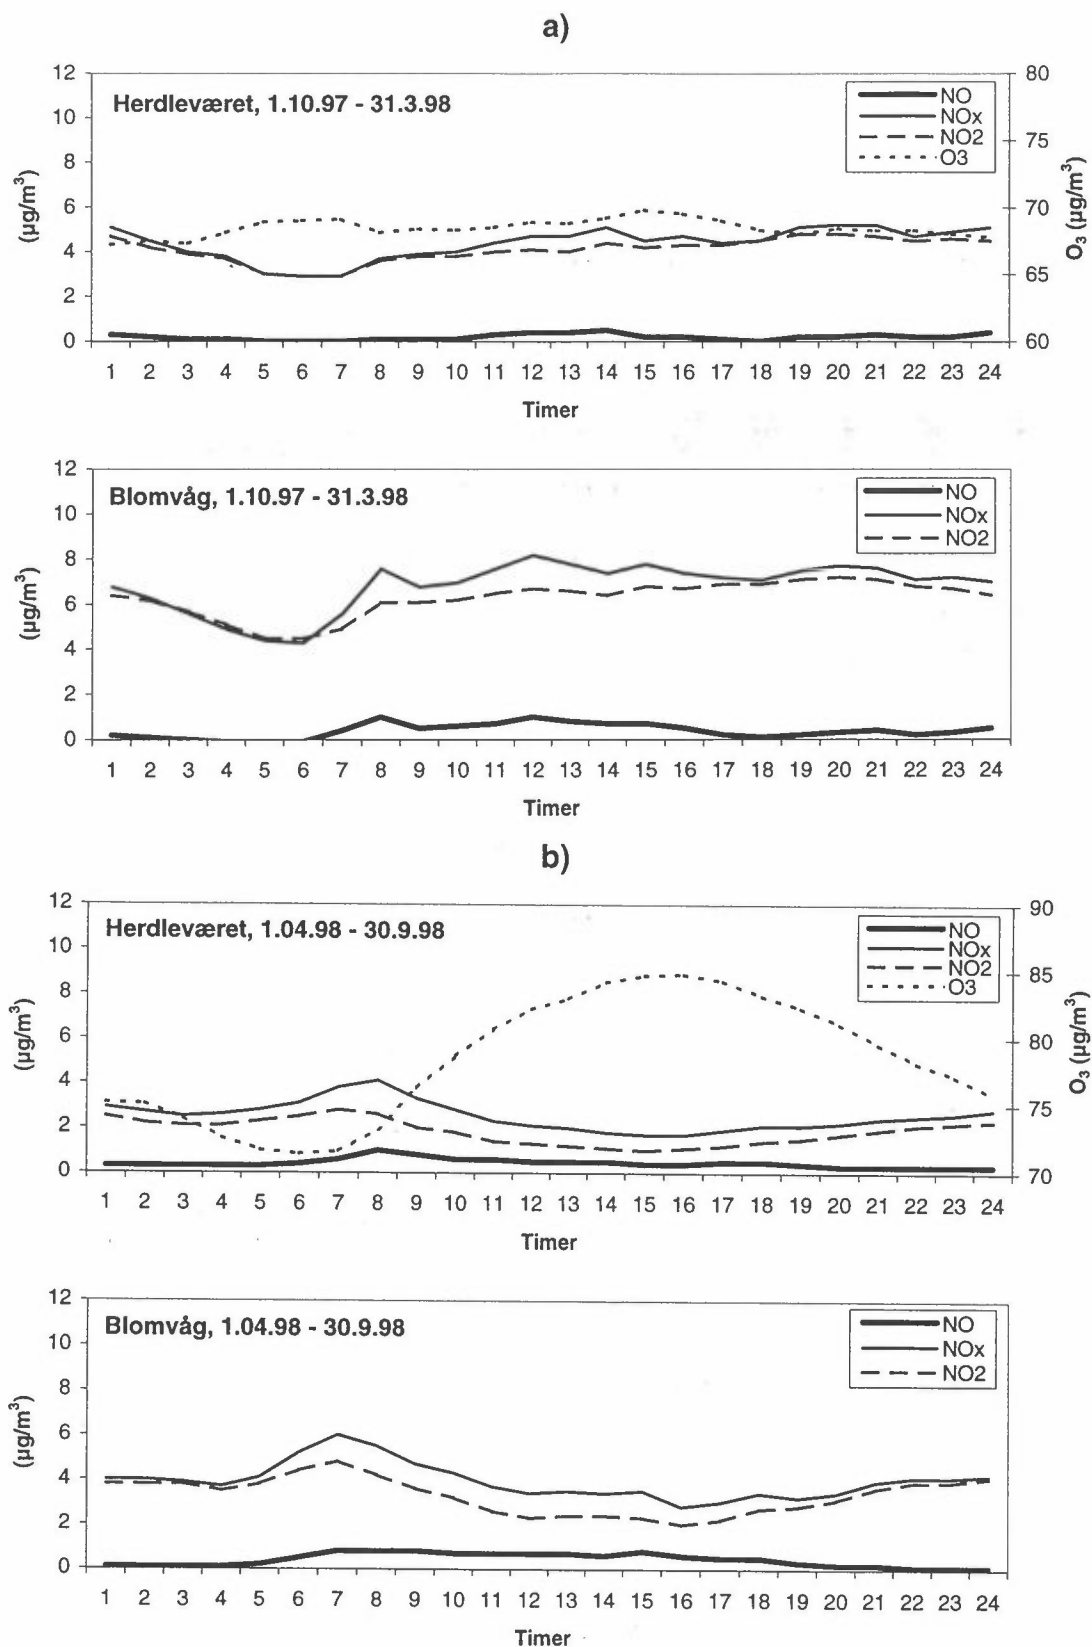 a)
Herdleværet, 1.10.97 - 31.3.98
NO
NOx
NO2
O3
12
10
8
6
4
2
0
(µg/m³)
80
75
70
65
60
O₃ (µg/m³)
1 2 3 4 5 6 7 8 9 10 11 12 13 14 15 16 17 18 19 20 21 22 23 24
Timer
Blomvåg, 1.10.97 - 31.3.98
NO
NOx
NO2
12
10
8
6
4
2
0
(µg/m³)
1 2 3 4 5 6 7 8 9 10 11 12 13 14 15 16 17 18 19 20 21 22 23 24
Timer
b)
Herdleværet, 1.04.98 - 30.9.98
NO
NOx
NO2
O3
12
10
8
6
4
2
0
(µg/m³)
90
85
80
75
70
O₃ (µg/m³)
1 2 3 4 5 6 7 8 9 10 11 12 13 14 15 16 17 18 19 20 21 22 23 24
Timer
Blomvåg, 1.04.98 - 30.9.98
NO
NOx
NO2
12
10
8
6
4
2
0
(µg/m³)
1 2 3 4 5 6 7 8 9 10 11 12 13 14 15 16 17 18 19 20 21 22 23 24
Timer